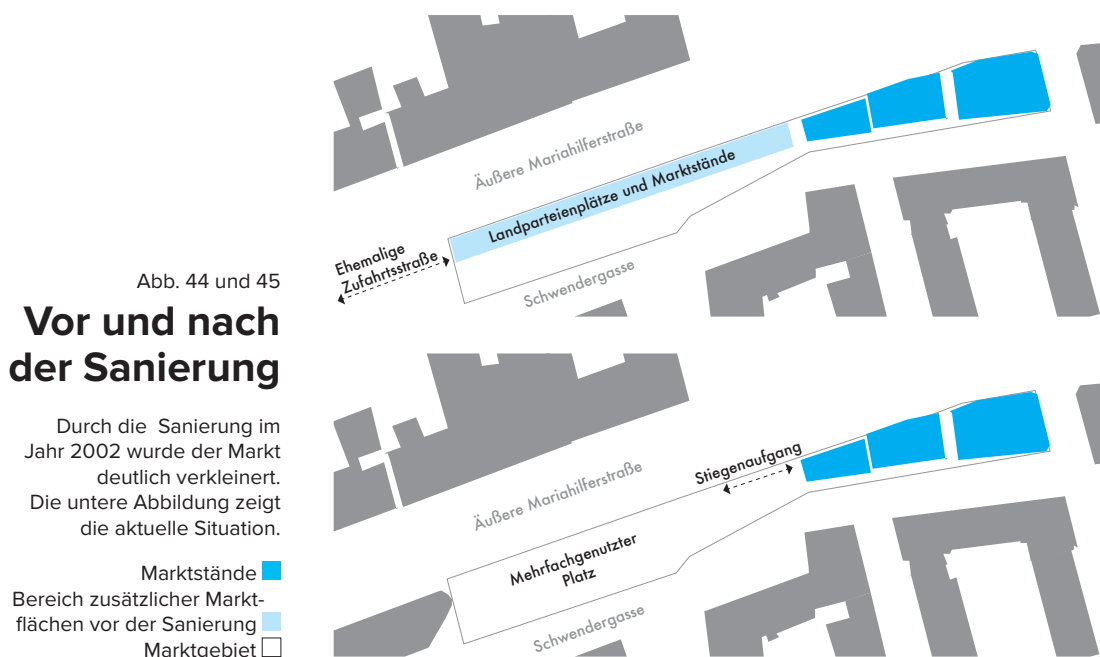 Abb. 44 und 45
Vor und nach
der Sanierung
Durch die Sanierung im
Jahr 2002 wurde der Markt
deutlich verkleinert.
Die untere Abbildung zeigt
die aktuelle Situation.
Marktstände
Bereich zusätzlicher Markt-
flächen vor der Sanierung
Marktgebiet
Äußere Mariahilferstraße
Landparteienplätze und Marktstände
Ehemalige
Zufahrtsstraße
Schwendergasse
Stiegenaufgang
Äußere Mariahilferstraße
Mehrfachgenutzter
Platz
Schwendergasse